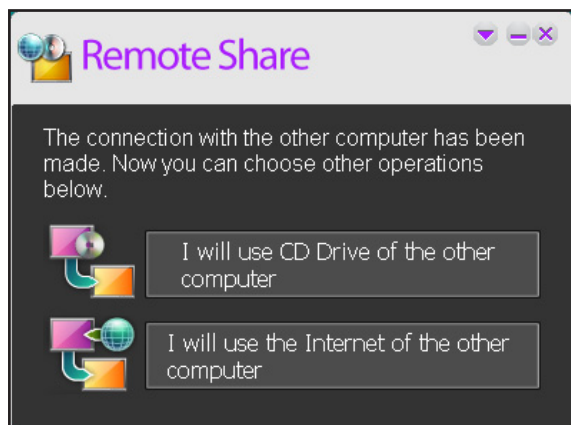 Remote Share
The connection with the other computer has been
made. Now you can choose other operations
below.
I will use CD Drive of the other
computer
I will use the Internet of the other
computer